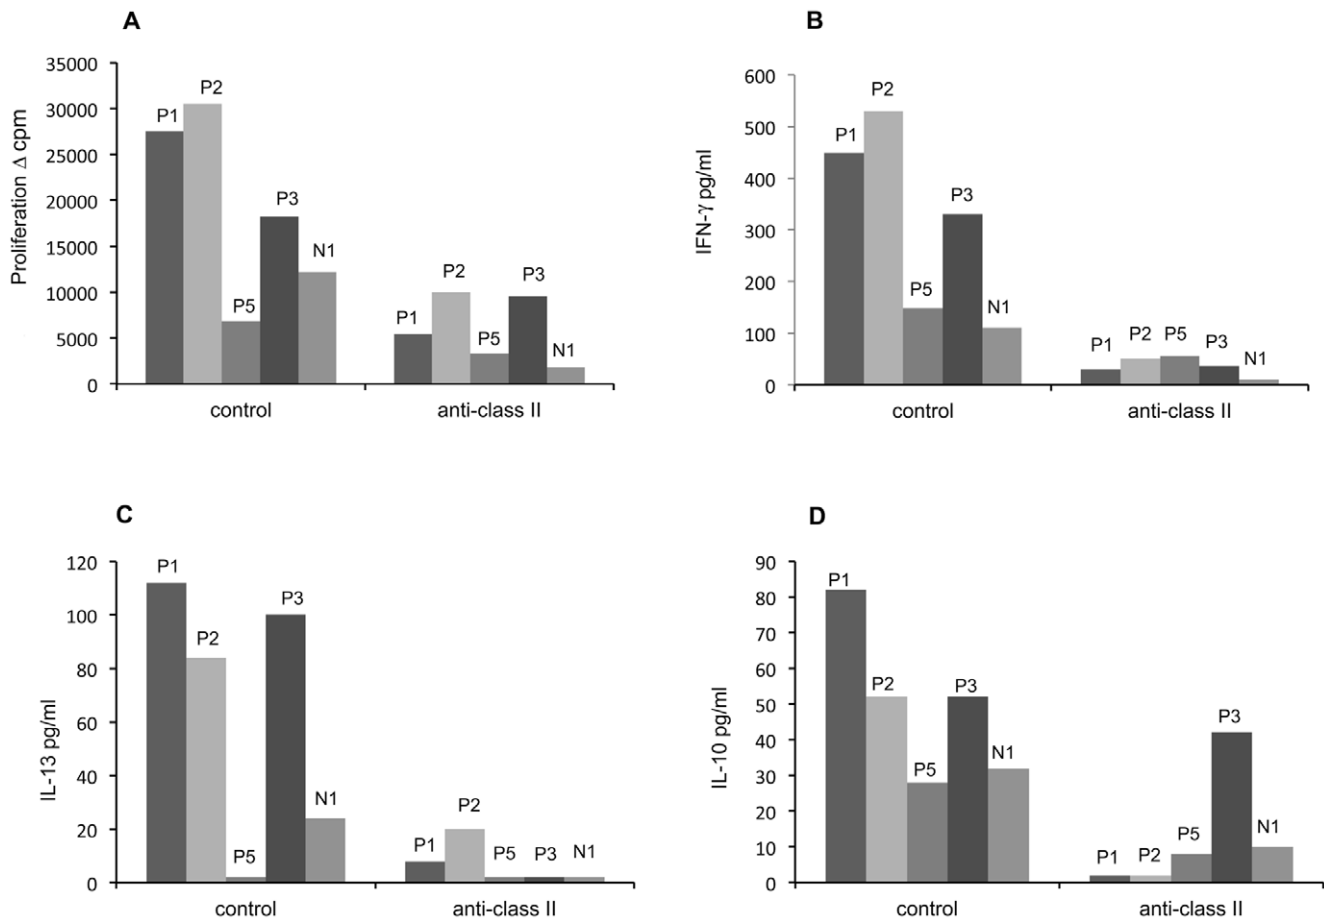 A
Proliferation Δ cpm
35000
30000
25000
20000
15000
10000
5000
0
P1
P2
P5
P3
N1
P1
P2
P5
P3
N1
control
anti-class II
B
IFN-γ pg/ml
600
500
400
300
200
100
0
P1
P2
P5
P3
N1
P1
P2
P5
P3
N1
control
anti-class II
C
IL-13 pg/ml
120
100
80
60
40
20
0
P1
P2
P5
P3
N1
P1
P2
P5
P3
N1
control
anti-class II
D
IL-10 pg/ml
90
80
70
60
50
40
30
20
10
0
P1
P2
P5
P3
N1
P1
P2
P5
P3
N1
control
anti-class II